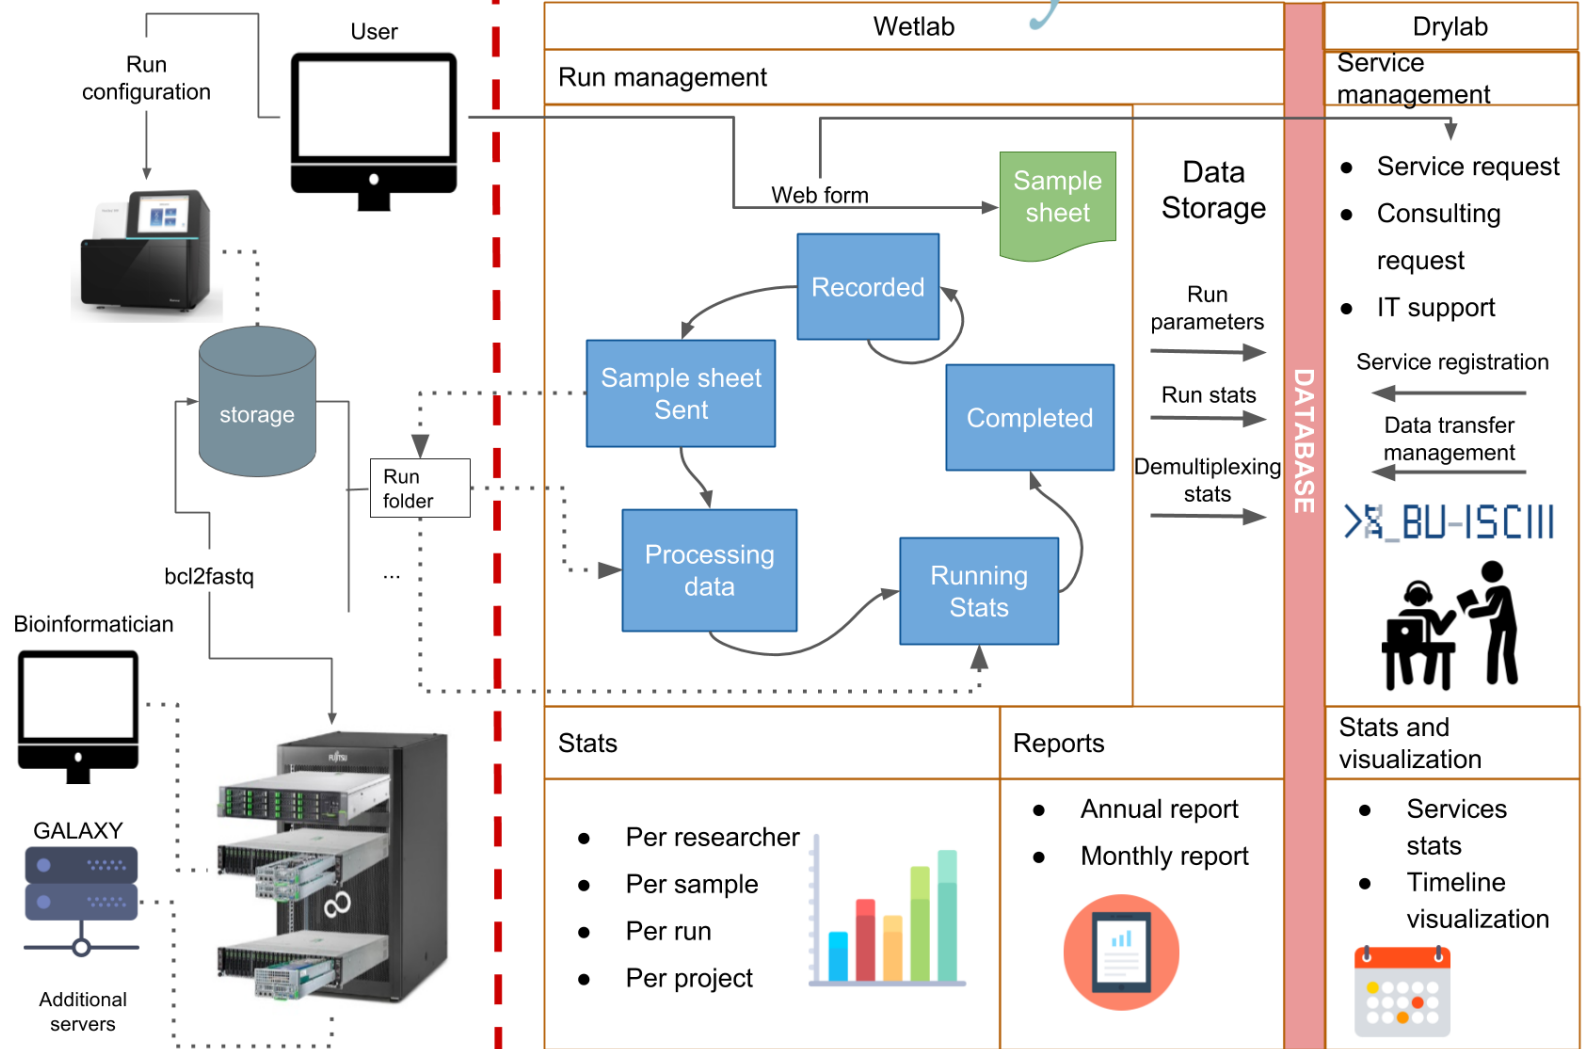 User
Run
configuration
storage
Run
folder
bcl2fastq
...
Bioinformatician
GALAXY
Additional
servers
FUJITSU
Wetlab
Run management
Web form
Sample
sheet
Recorded
Sample sheet
Sent
Completed
Processing
data
Running
Stats
Data
Storage
Run
parameters
Run stats
Demultiplexing
stats
Stats
● Per researcher
● Per sample
● Per run
● Per project
Reports
● Annual report
● Monthly report
DATABASE
Drylab
Service
management
● Service request
● Consulting
request
● IT support
Service registration
Data transfer
management
_BU-ISCIII
Stats and
visualization
● Services
stats
● Timeline
visualization